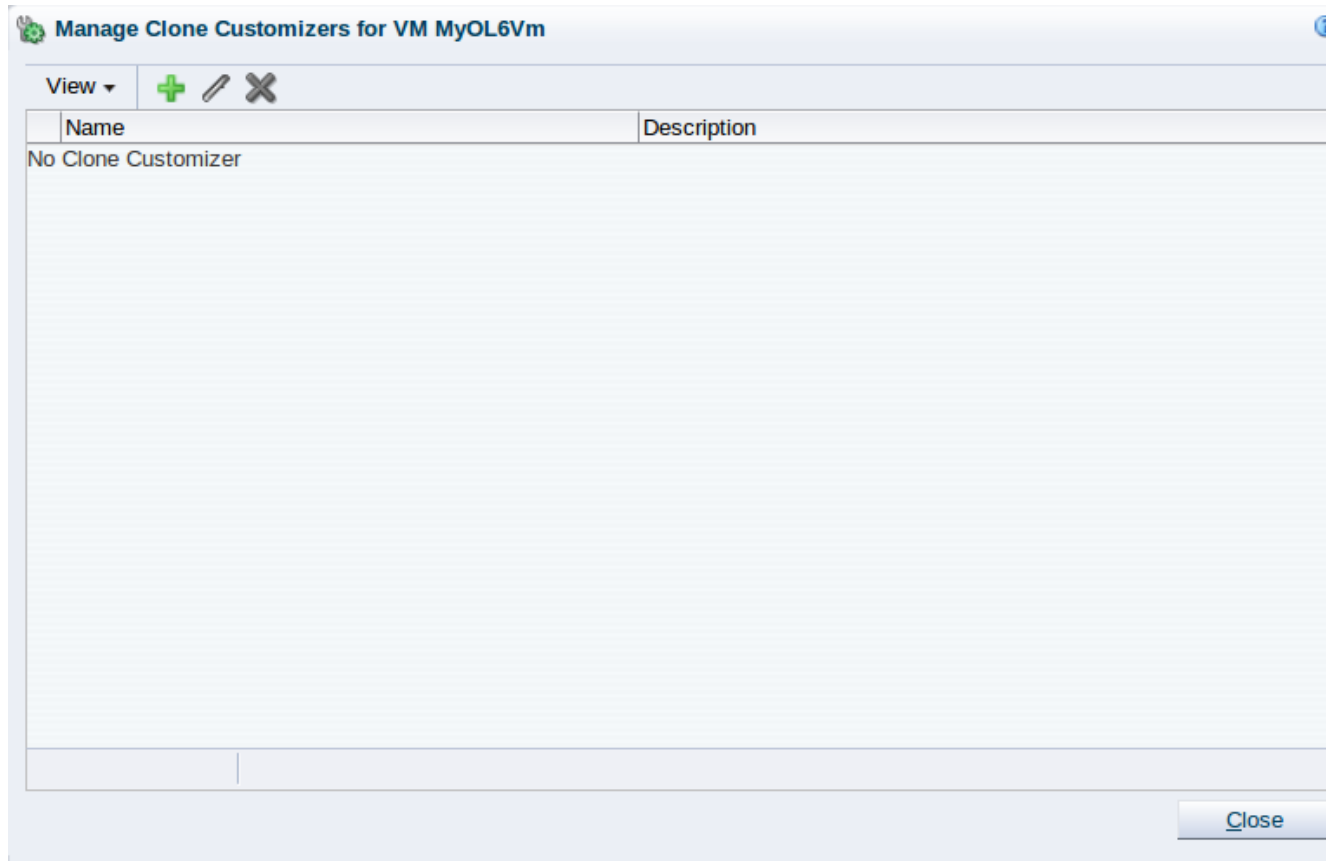 Manage Clone Customizers for VM MyOL6Vm
View
Name Description
No Clone Customizer
Close